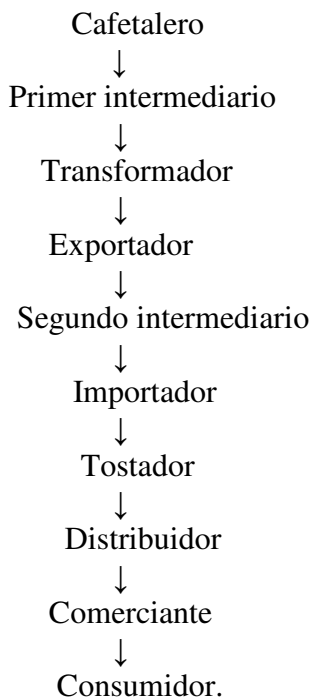 Cafetalero
↓
Primer intermediario
↓
Transformador
↓
Exportador
↓
Segundo intermediario
↓
Importador
↓
Tostador
↓
Distribuidor
↓
Comerciante
↓
Consumidor.